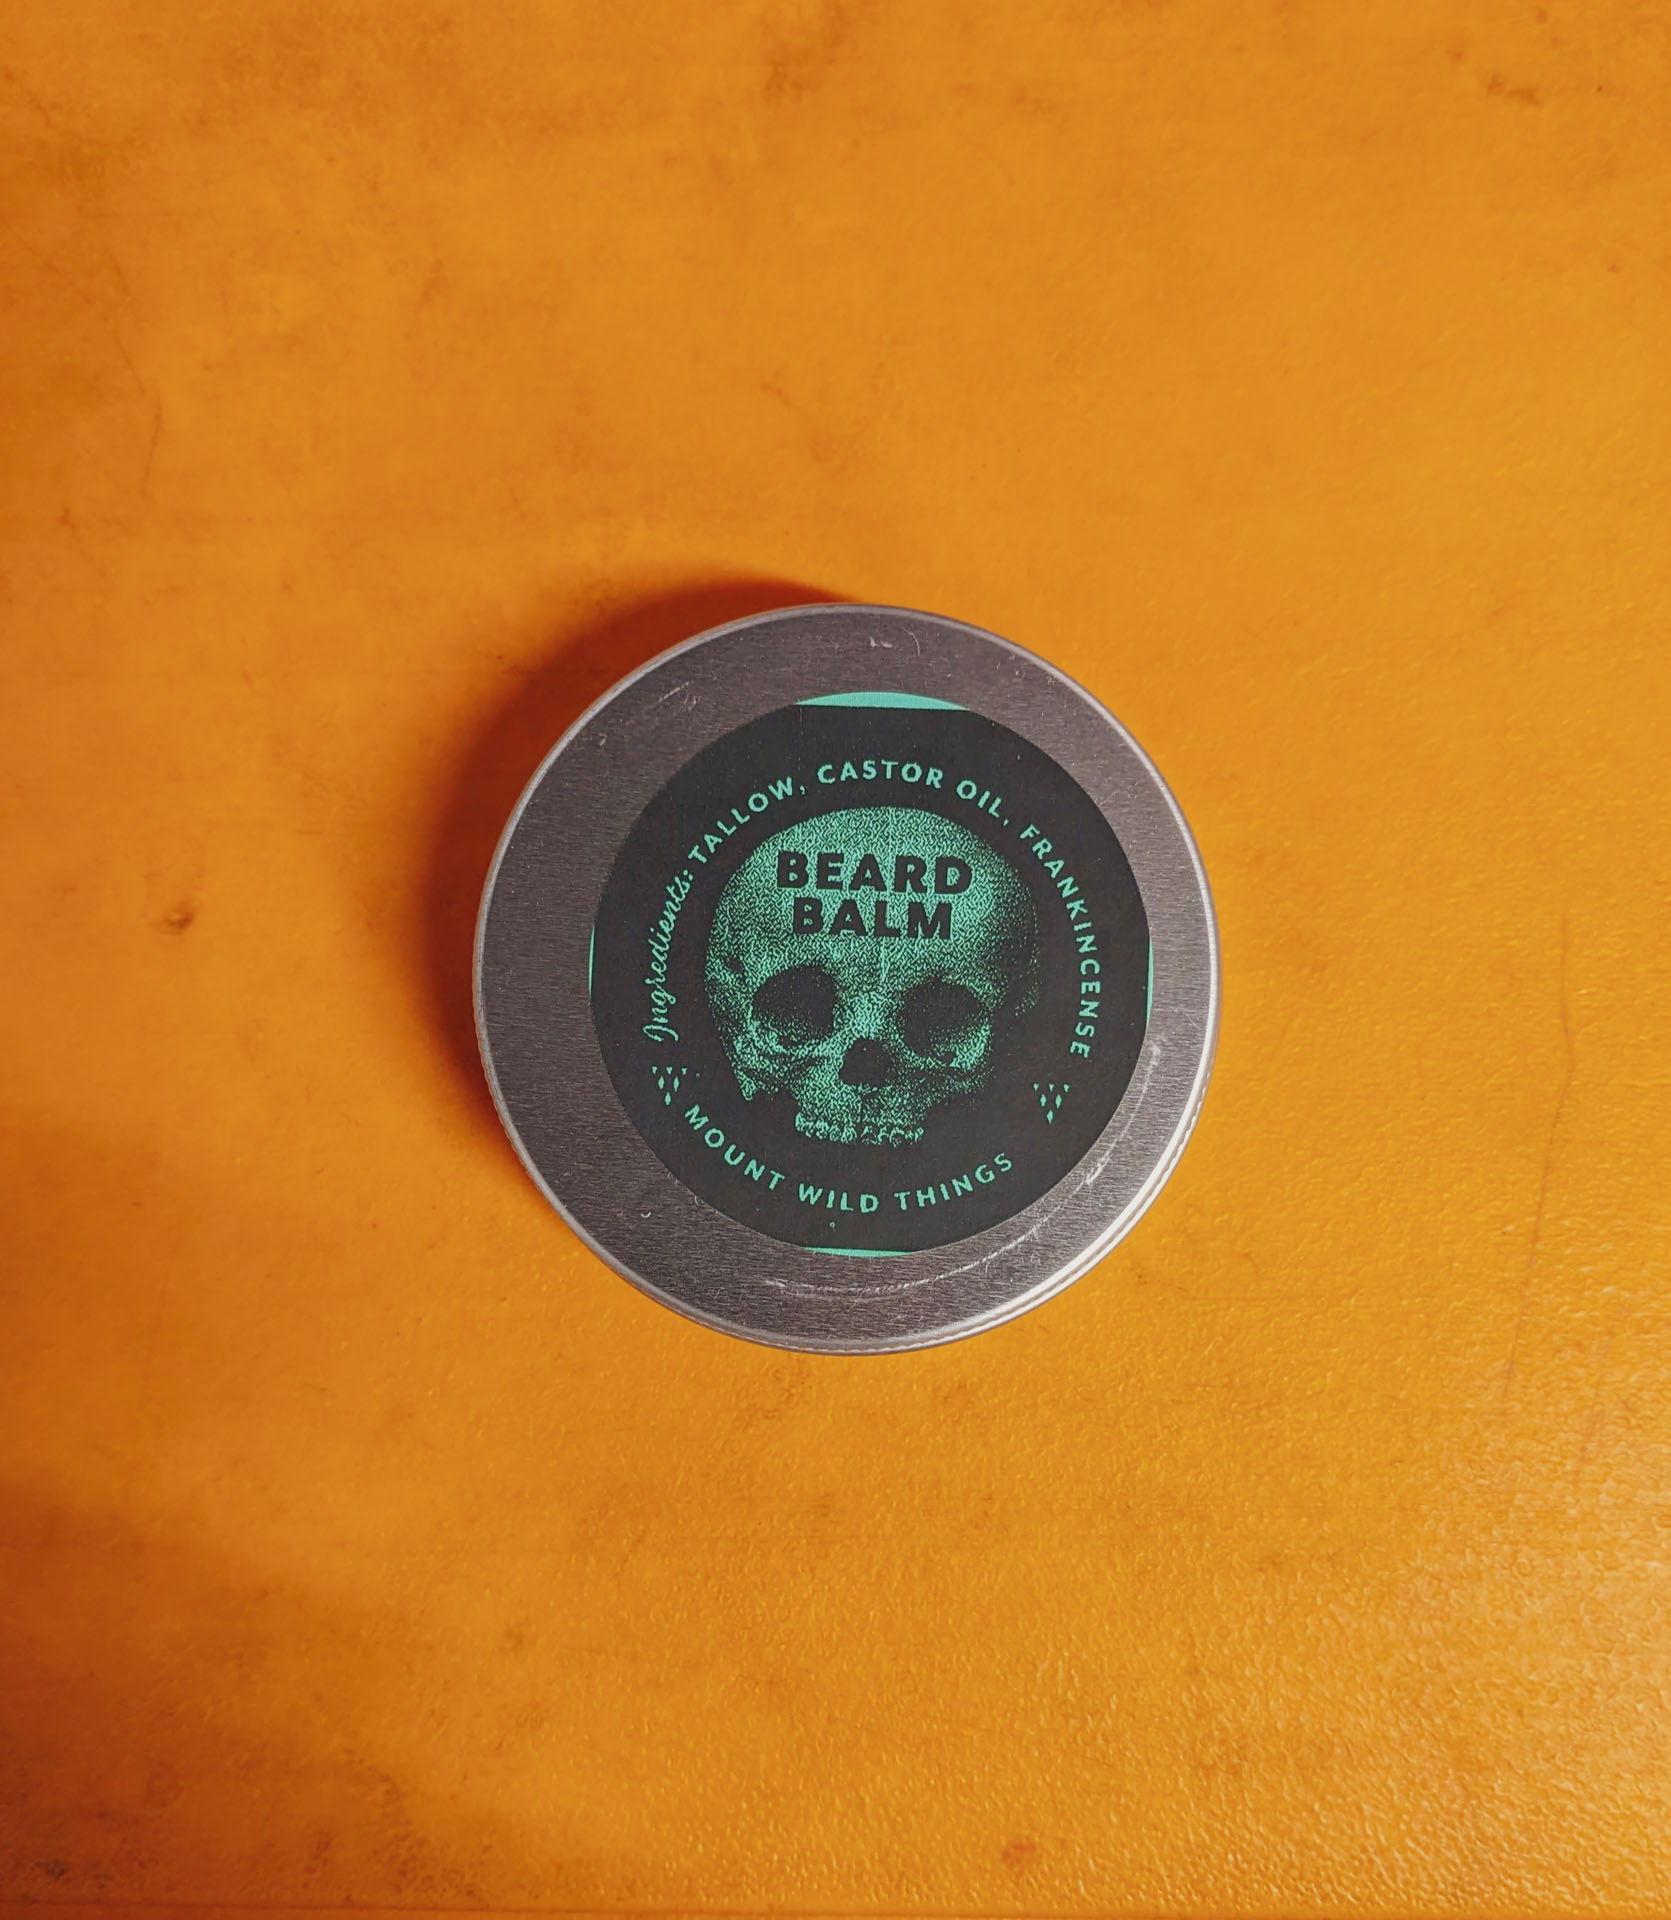 Ingredients: TALLOW, CASTOR OIL, FRANKINCENSE
BEARD
BALM
MOUNT WILD THINGS